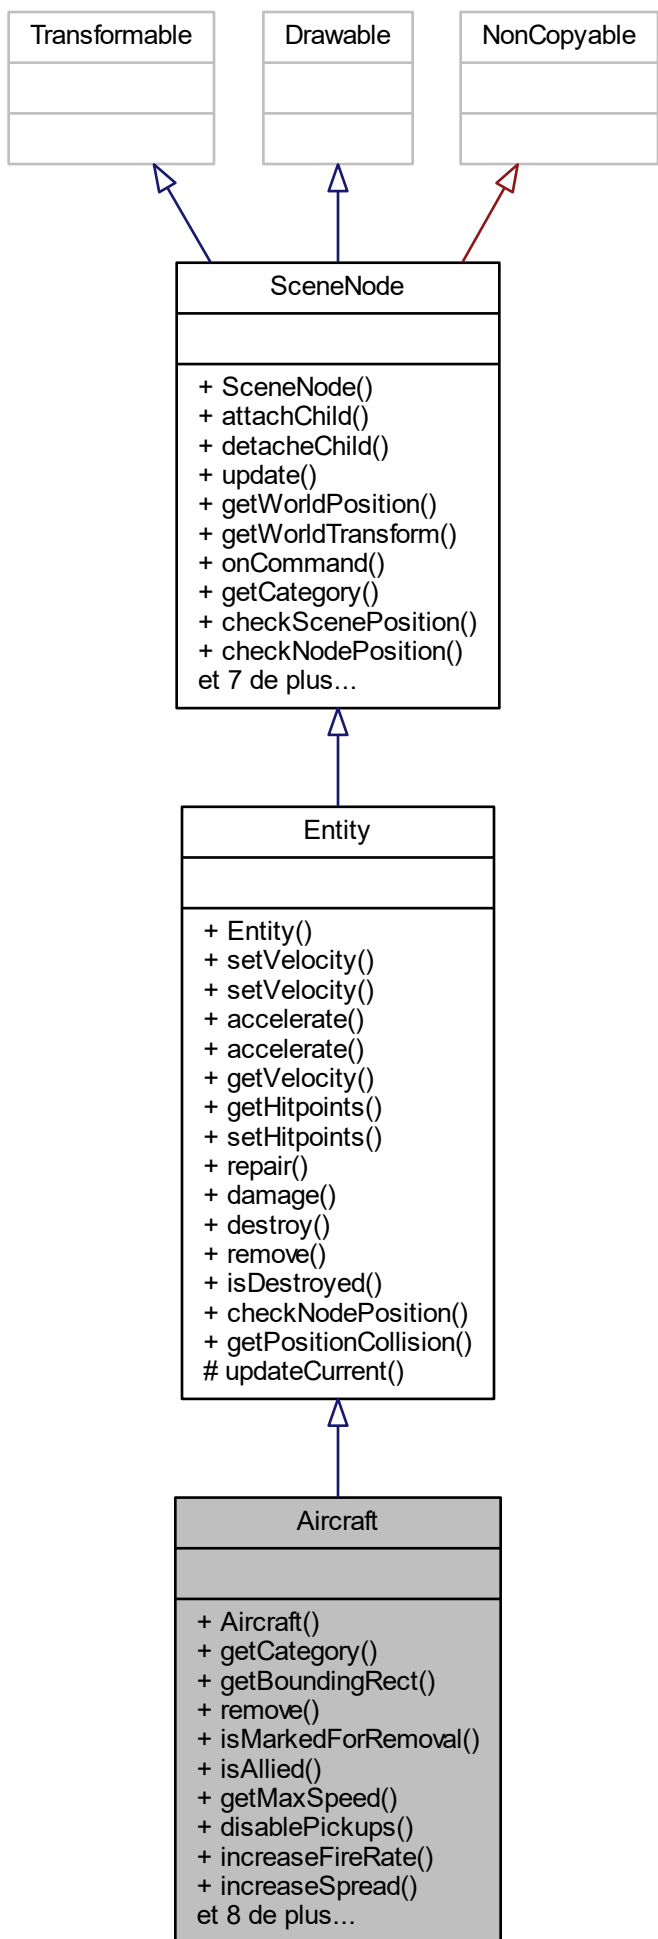 Transformable
Drawable
NonCopyable
SceneNode
+ SceneNode()
+ attachChild()
+ detacheChild()
+ update()
+ getWorldPosition()
+ getWorldTransform()
+ onCommand()
+ getCategory()
+ checkScenePosition()
+ checkNodePosition()
et 7 de plus...
Entity
+ Entity()
+ setVelocity()
+ setVelocity()
+ accelerate()
+ accelerate()
+ getVelocity()
+ getHitpoints()
+ setHitpoints()
+ repair()
+ damage()
+ destroy()
+ remove()
+ isDestroyed()
+ checkNodePosition()
+ getPositionCollision()
# updateCurrent()
Aircraft
+ Aircraft()
+ getCategory()
+ getBoundingRect()
+ remove()
+ isMarkedForRemoval()
+ isAllied()
+ getMaxSpeed()
+ disablePickups()
+ increaseFireRate()
+ increaseSpread()
et 8 de plus...